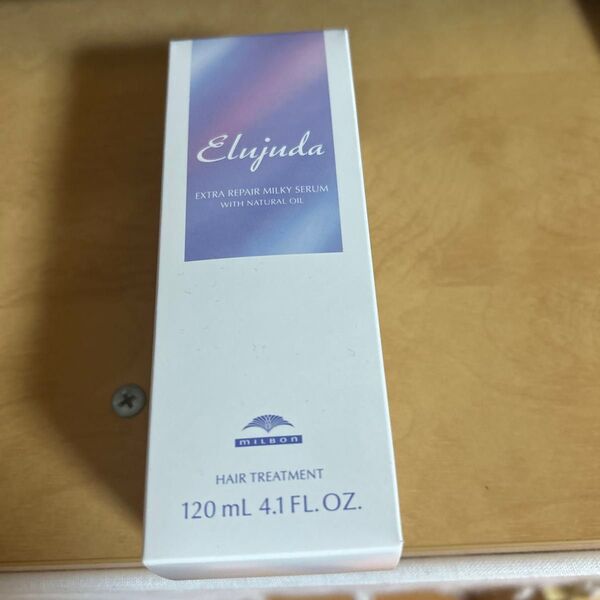 Elujuda
EXTRA REPAIR MILKY SERUM
WITH NATURAL OIL
MILBON
HAIR TREATMENT
120 mL 4.1 FL. OZ.